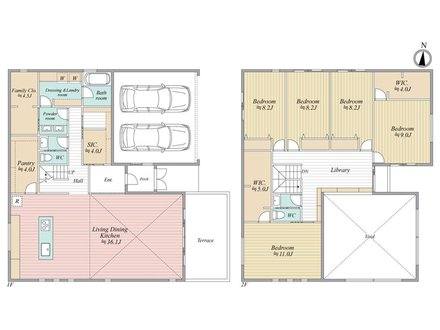 N
W W
Family Clo.
≒4.5J
Dressing & Laundry
room
Bath
room
Powder
room
WC
SIC.
≒4.0J
Pantry
≒4.0J
UP
Hall
Ent.
Porch
R
Living Dining
Kitchen
≒36.1J
Terrace
1F
Bedroom
≒8.2J
Bedroom
≒8.2J
Bedroom
≒8.2J
WIC.
≒4.0J
Bedroom
≒9.0J
WIC.
≒5.0J
DN
Library
WC
Bedroom
≒11.0J
Void
2F